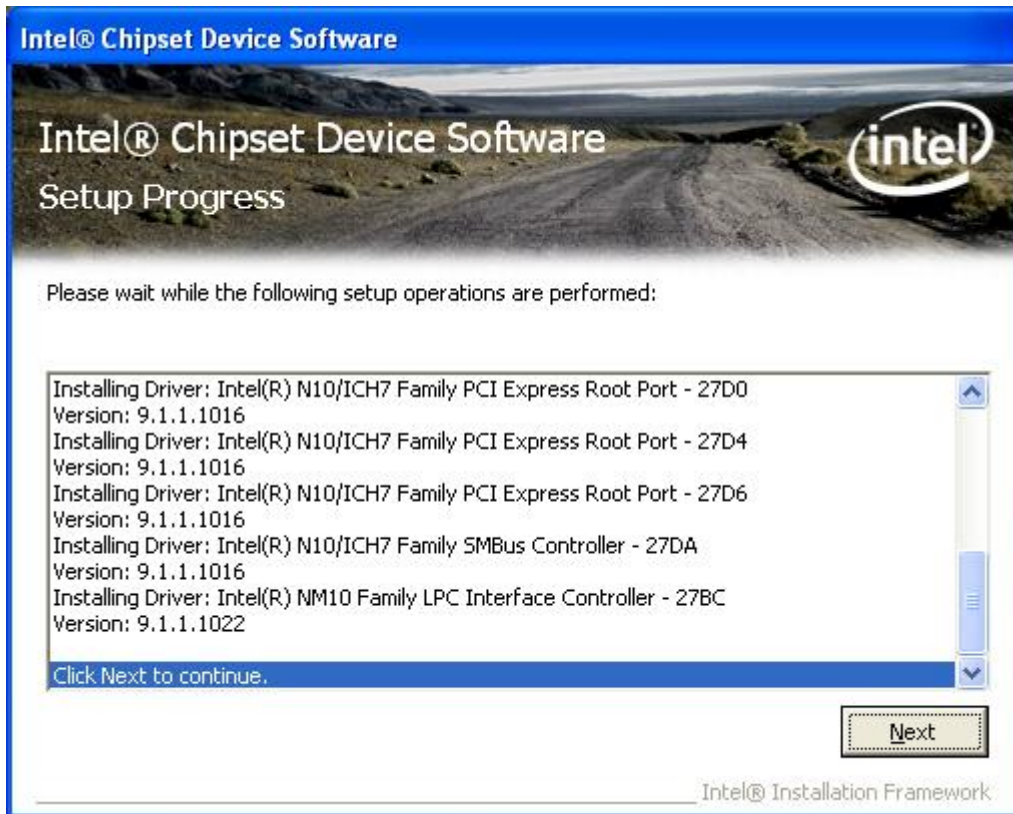 Intel® Chipset Device Software
Intel® Chipset Device Software
intel
Setup Progress
Please wait while the following setup operations are performed:
Installing Driver: Intel(R) N10/ICH7 Family PCI Express Root Port - 27D0
Version: 9.1.1.1016
Installing Driver: Intel(R) N10/ICH7 Family PCI Express Root Port - 27D4
Version: 9.1.1.1016
Installing Driver: Intel(R) N10/ICH7 Family PCI Express Root Port - 27D6
Version: 9.1.1.1016
Installing Driver: Intel(R) N10/ICH7 Family SMBus Controller - 27DA
Version: 9.1.1.1016
Installing Driver: Intel(R) NM10 Family LPC Interface Controller - 27BC
Version: 9.1.1.1022
Click Next to continue.
Next
Intel® Installation Framework